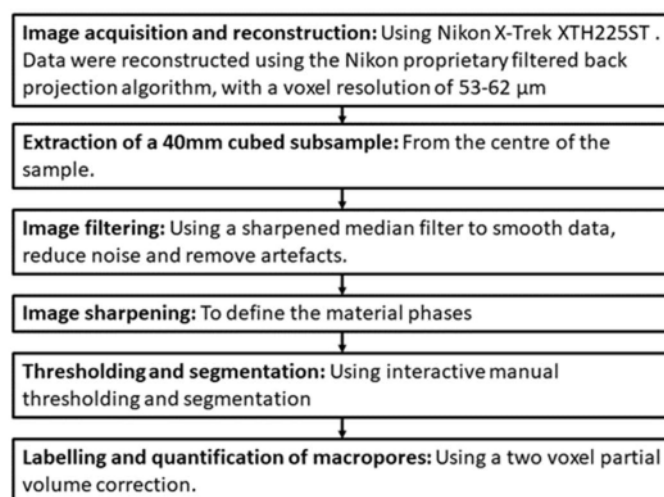 Image acquisition and reconstruction: Using Nikon X-Trek XTH225ST .
Data were reconstructed using the Nikon proprietary filtered back
projection algorithm, with a voxel resolution of 53-62 µm
Extraction of a 40mm cubed subsample: From the centre of the
sample.
Image filtering: Using a sharpened median filter to smooth data,
reduce noise and remove artefacts.
Image sharpening: To define the material phases
Thresholding and segmentation: Using interactive manual
thresholding and segmentation
Labelling and quantification of macropores: Using a two voxel partial
volume correction.